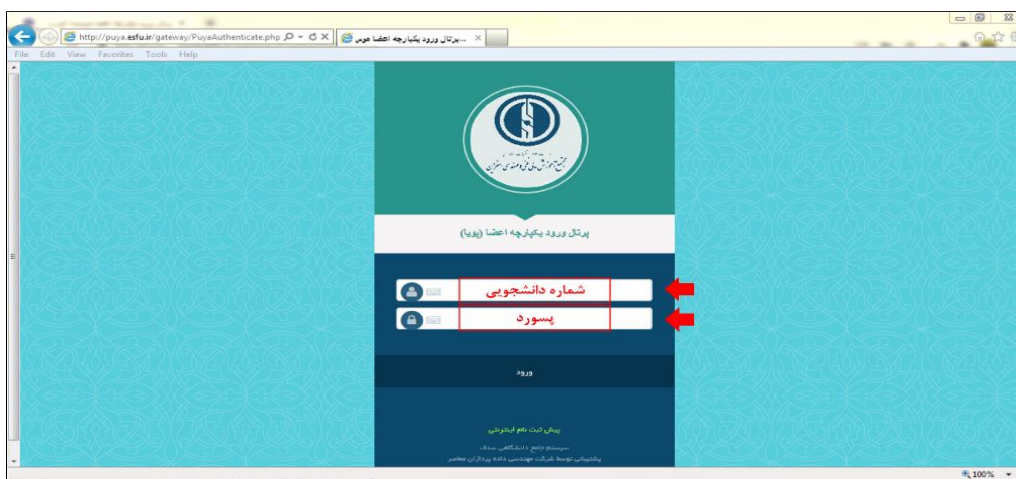 http://puya.esfu.ir/gateway/PuyaAuthenticate.php
پرتال ورود یکپارچه اعضا موس...
File Edit View Favorites Tools Help
پرتال ورود یکپارچه اعضا (پویا)
شماره دانشجویی
پسورد
ورود
پیش ثبت نام اینترنتی
سیستم جامع دانشگاهی سدف
پشتیبانی توسط شرکت مهندسی داده پردازان معاصر
100%